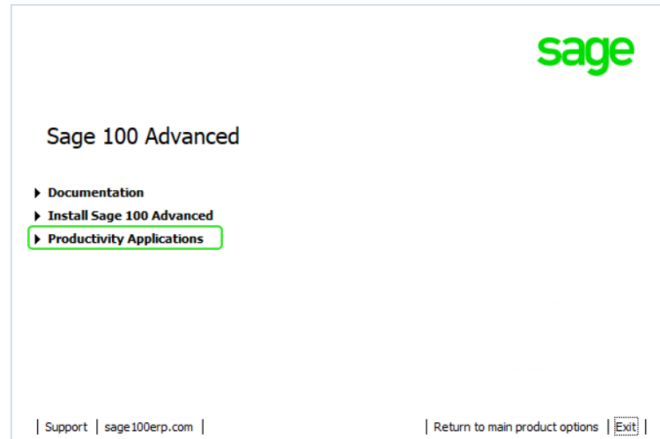 sage
Sage 100 Advanced
Documentation
Install Sage 100 Advanced
Productivity Applications
Support | sage100erp.com | | Return to main product options | Exit |